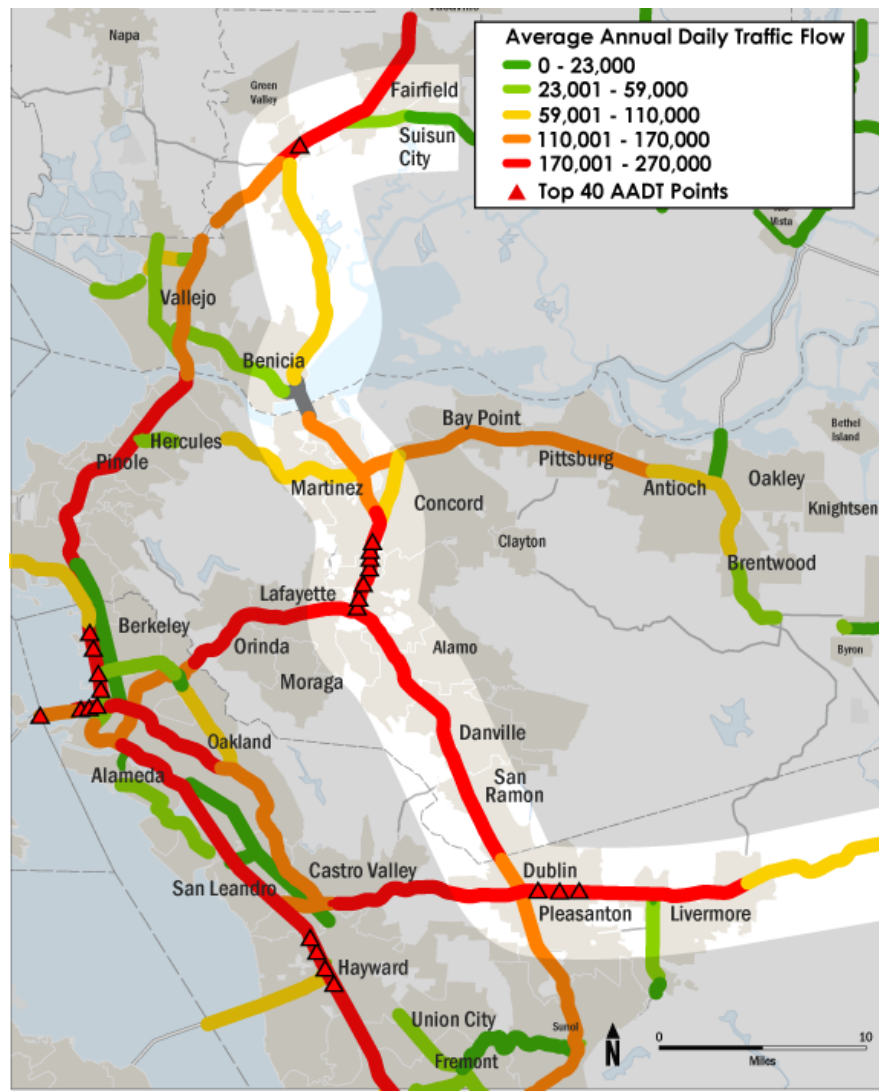 Napa
Average Annual Daily Traffic Flow
0 - 23,000
23,001 - 59,000
59,001 - 110,000
110,001 - 170,000
170,001 - 270,000
Top 40 AADT Points
Green
Valley
Fairfield
Suisun
City
Vista
Vallejo
Benicia
Bay Point
Bethel
Island
Hercules
Pinole
Pittsburg
Martinez
Antioch
Oakley
Concord
Knightsen
Clayton
Brentwood
Lafayette
Berkeley
Orinda
Alamo
Byron
Moraga
Danville
Oakland
San
Ramon
Alameda
Castro Valley
Dublin
San Leandro
Pleasanton
Livermore
Hayward
Union City
Sunol
Fremont
N
0
10
Miles